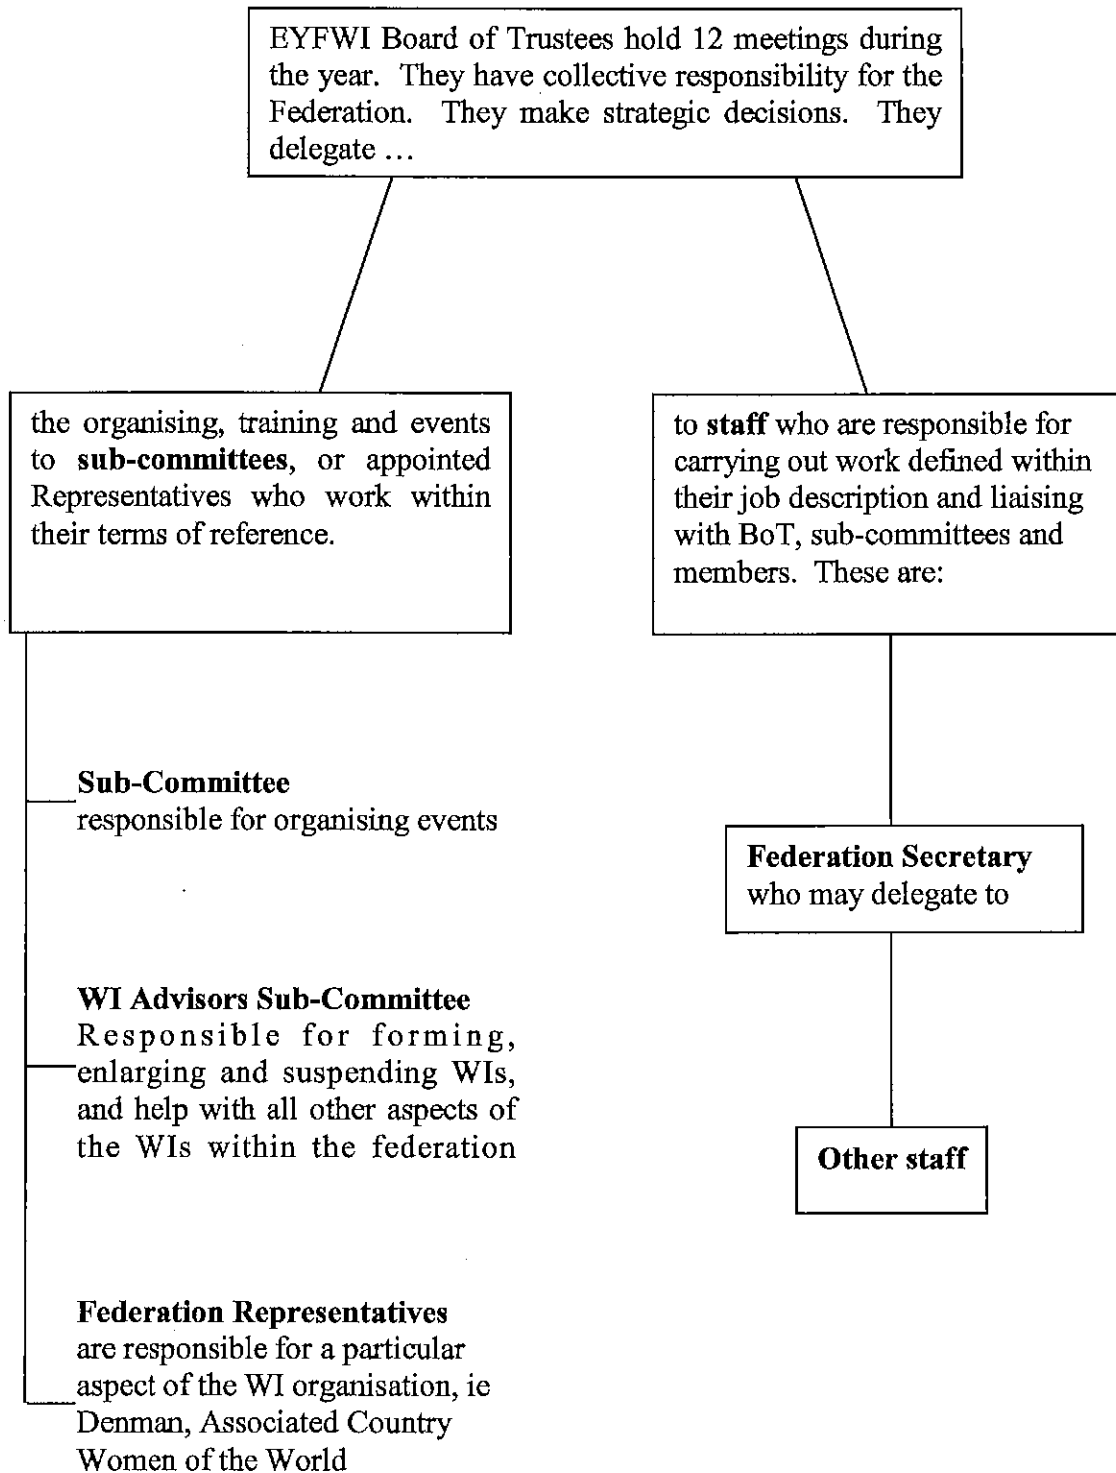 EYFWI Board of Trustees hold 12 meetings during
the year. They have collective responsibility for the
Federation. They make strategic decisions. They
delegate ...
the organising, training and events
to sub-committees, or appointed
Representatives who work within
their terms of reference.
to staff who are responsible for
carrying out work defined within
their job description and liaising
with BoT, sub-committees and
members. These are:
Sub-Committee
responsible for organising events
WI Advisors Sub-Committee
Responsible for forming,
enlarging and suspending WIs,
and help with all other aspects of
the WIs within the federation
Federation Representatives
are responsible for a particular
aspect of the WI organisation, ie
Denman, Associated Country
Women of the World
Federation Secretary
who may delegate to
Other staff